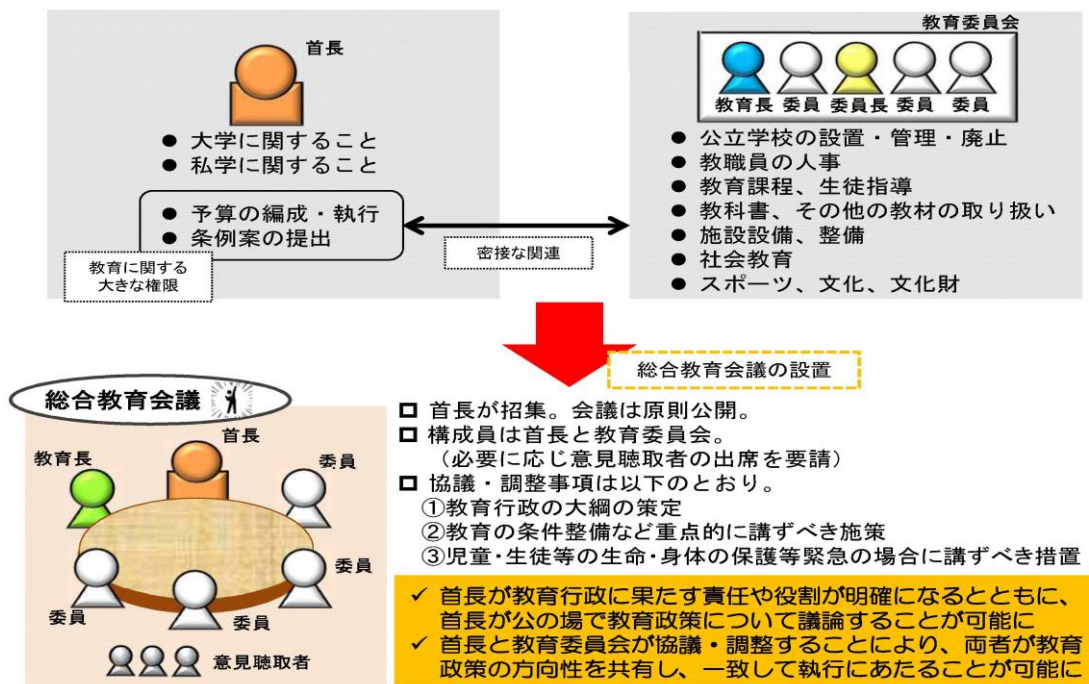 首長
● 大学に関すること
● 私学に関すること
● 予算の編成・執行
● 条例案の提出
教育に関する
大きな権限
密接な関連
教育委員会
教育長 委員 委員長 委員 委員
● 公立学校の設置・管理・廃止
● 教職員の人事
● 教育課程、生徒指導
● 教科書、その他の教材の取り扱い
● 施設設備、整備
● 社会教育
● スポーツ、文化、文化財
総合教育会議の設置
総合教育会議
首長
教育長
委員
委員
委員
委員
意見聴取者
□ 首長が招集。会議は原則公開。
□ 構成員は首長と教育委員会。
（必要に応じ意見聴取者の出席を要請）
□ 協議・調整事項は以下のとおり。
①教育行政の大綱の策定
②教育の条件整備など重点的に講ずべき施策
③児童・生徒等の生命・身体の保護等緊急の場合に講ずべき措置
✓ 首長が教育行政に果たす責任や役割が明確になるとともに、
首長が公の場で教育政策について議論することが可能に
✓ 首長と教育委員会が協議・調整することにより、両者が教育
政策の方向性を共有し、一致して執行にあたることが可能に